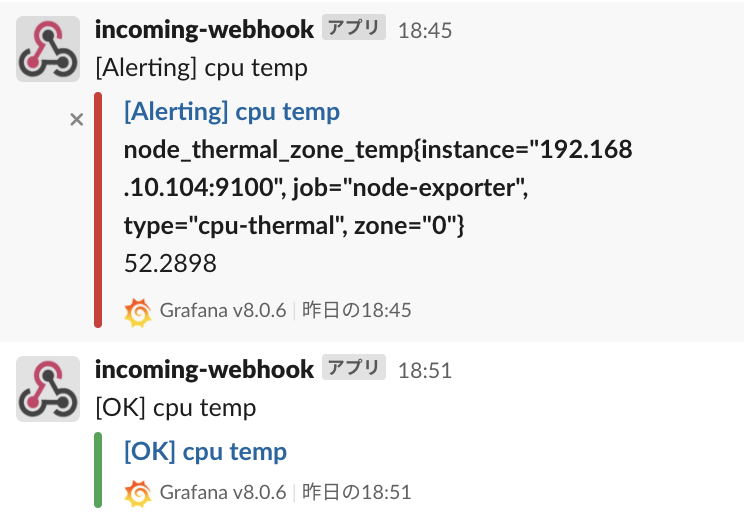 incoming-webhook アプリ 18:45
[Alerting] cpu temp
×
[Alerting] cpu temp
node_thermal_zone_temp{instance="192.168
.10.104:9100", job="node-exporter",
type="cpu-thermal", zone="0"}
52.2898
Grafana v8.0.6 | 昨日の18:45
incoming-webhook アプリ 18:51
[OK] cpu temp
[OK] cpu temp
Grafana v8.0.6 | 昨日の18:51